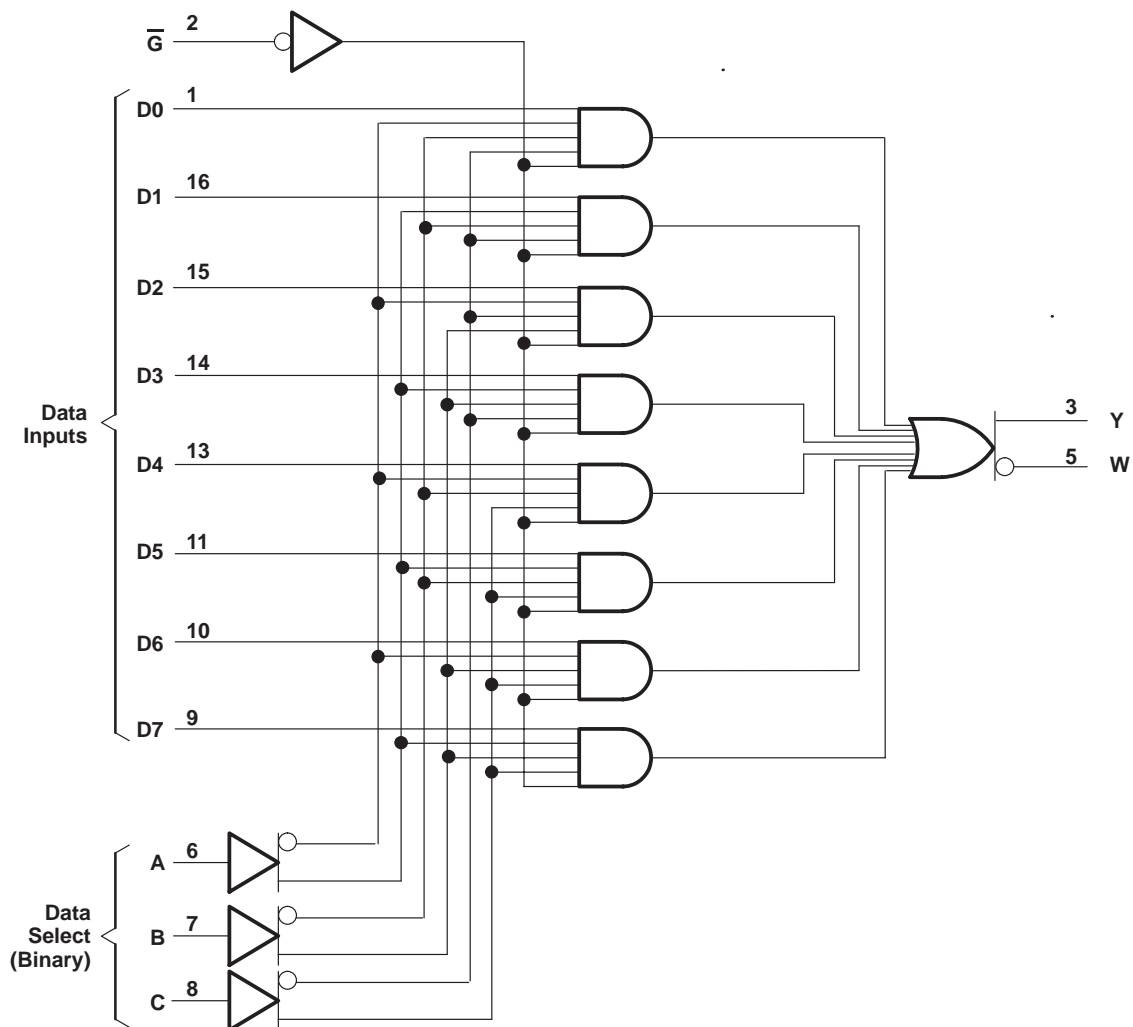 G̅ 2
D0 1
D1 16
D2 15
D3 14
Data
Inputs
3 Y
5 W
D4 13
D5 11
D6 10
D7 9
A 6
Data
Select
(Binary)
B 7
C 8